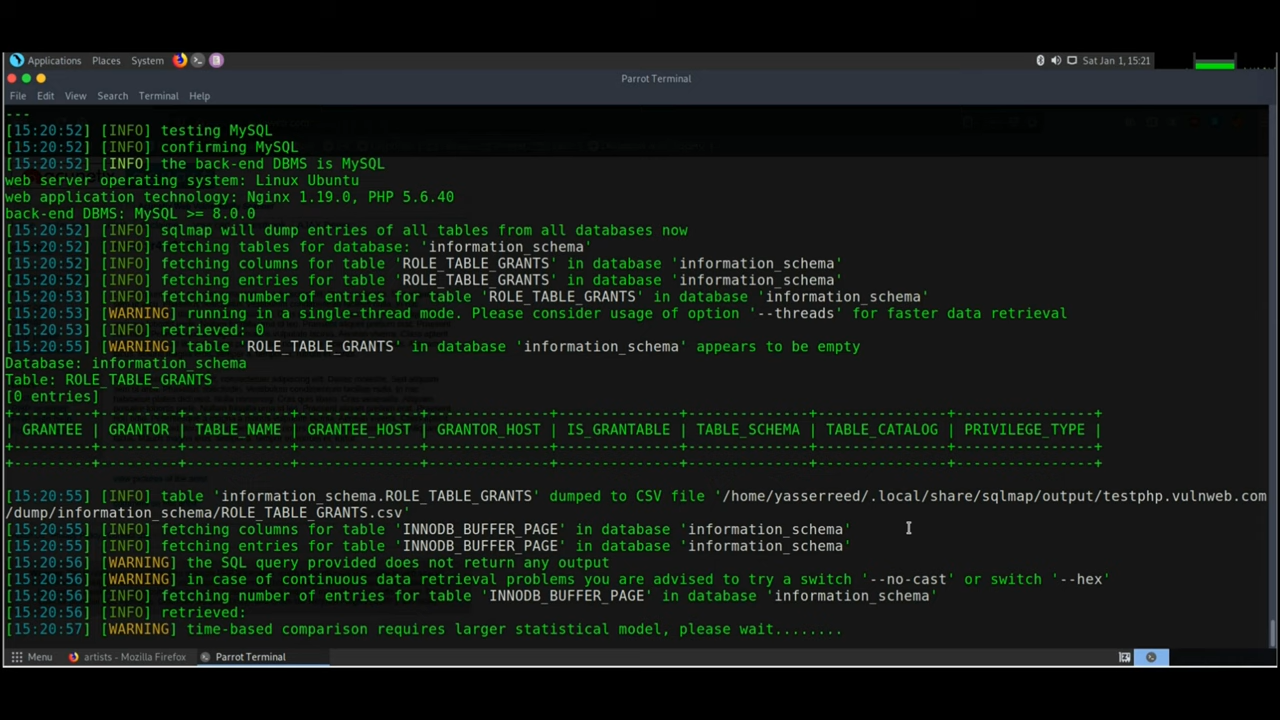 Applications Places System Sat Jan 1, 15:21
Parrot Terminal
File Edit View Search Terminal Help
---
[15:20:52] [INFO] testing MySQL
[15:20:52] [INFO] confirming MySQL
[15:20:52] [INFO] the back-end DBMS is MySQL
web server operating system: Linux Ubuntu
web application technology: Nginx 1.19.0, PHP 5.6.40
back-end DBMS: MySQL >= 8.0.0
[15:20:52] [INFO] sqlmap will dump entries of all tables from all databases now
[15:20:52] [INFO] fetching tables for database: 'information_schema'
[15:20:52] [INFO] fetching columns for table 'ROLE_TABLE_GRANTS' in database 'information_schema'
[15:20:52] [INFO] fetching entries for table 'ROLE_TABLE_GRANTS' in database 'information_schema'
[15:20:53] [INFO] fetching number of entries for table 'ROLE_TABLE_GRANTS' in database 'information_schema'
[15:20:53] [WARNING] running in a single-thread mode. Please consider usage of option '--threads' for faster data retrieval
[15:20:53] [INFO] retrieved: 0
[15:20:55] [WARNING] table 'ROLE_TABLE_GRANTS' in database 'information_schema' appears to be empty
Database: information_schema
Table: ROLE_TABLE_GRANTS
[0 entries]
+---------+---------+------------+--------------+--------------+--------------+--------------+---------------+----------------+
| GRANTEE | GRANTOR | TABLE_NAME | GRANTEE_HOST | GRANTOR_HOST | IS_GRANTABLE | TABLE_SCHEMA | TABLE_CATALOG | PRIVILEGE_TYPE |
+---------+---------+------------+--------------+--------------+--------------+--------------+---------------+----------------+
+---------+---------+------------+--------------+--------------+--------------+--------------+---------------+----------------+
[15:20:55] [INFO] table 'information_schema.ROLE_TABLE_GRANTS' dumped to CSV file '/home/yasserreed/.local/share/sqlmap/output/testphp.vulnweb.com
/dump/information_schema/ROLE_TABLE_GRANTS.csv'
[15:20:55] [INFO] fetching columns for table 'INNODB_BUFFER_PAGE' in database 'information_schema'
[15:20:55] [INFO] fetching entries for table 'INNODB_BUFFER_PAGE' in database 'information_schema'
[15:20:56] [WARNING] the SQL query provided does not return any output
[15:20:56] [WARNING] in case of continuous data retrieval problems you are advised to try a switch '--no-cast' or switch '--hex'
[15:20:56] [INFO] fetching number of entries for table 'INNODB_BUFFER_PAGE' in database 'information_schema'
[15:20:56] [INFO] retrieved:
[15:20:57] [WARNING] time-based comparison requires larger statistical model, please wait........
Menu artists - Mozilla Firefox Parrot Terminal